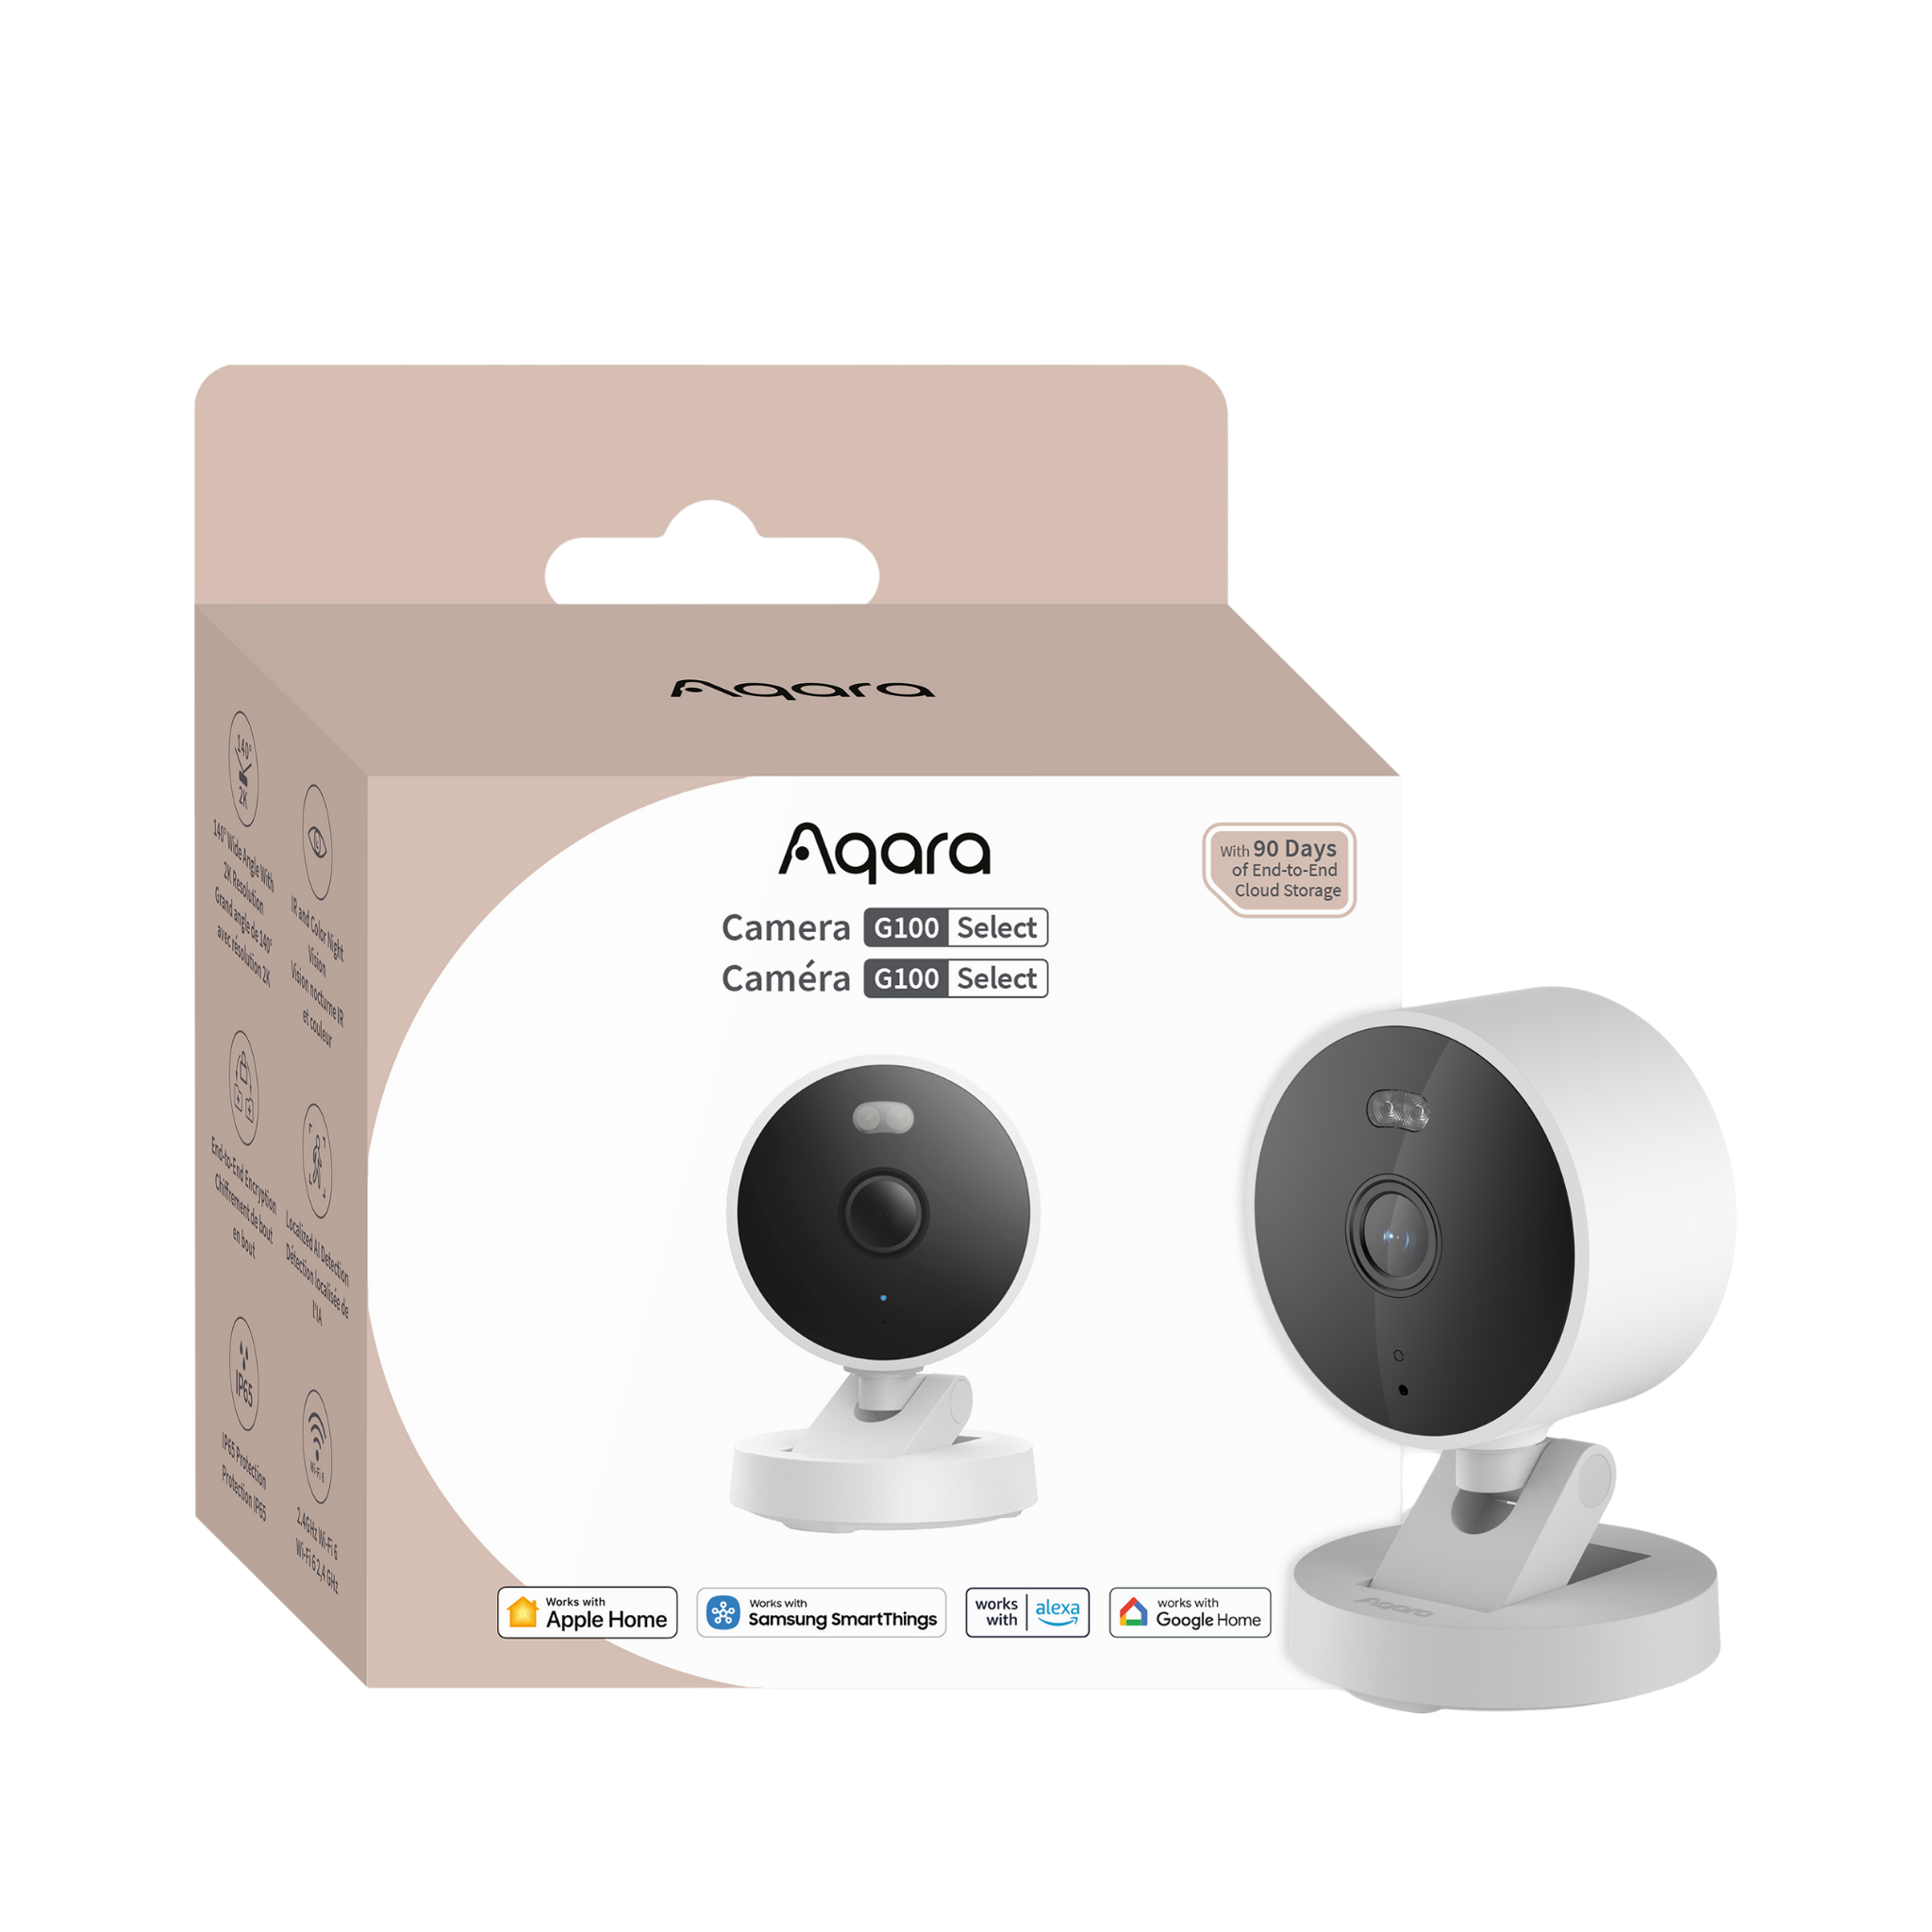 Aqara
Aqara
Camera G100 Select
Caméra G100 Select
With 90 Days
of End-to-End
Cloud Storage
140°
2K
140° Wide Angle With
2K Resolution
Grand angle de 140°
avec résolution 2K
IR and Color Night
Vision
Vision nocturne IR
et couleur
End-to-End Encryption
Chiffrement de bout
en bout
Localized AI Detection
Détection localisée de
l'IA
IP65
IP65 Protection
Protection IP65
Wi-Fi 6
2.4GHz Wi-Fi 6
Wi-Fi 6 2,4 GHz
Works with
Apple Home
Works with
Samsung SmartThings
works
with
alexa
works with
Google Home
Aqara